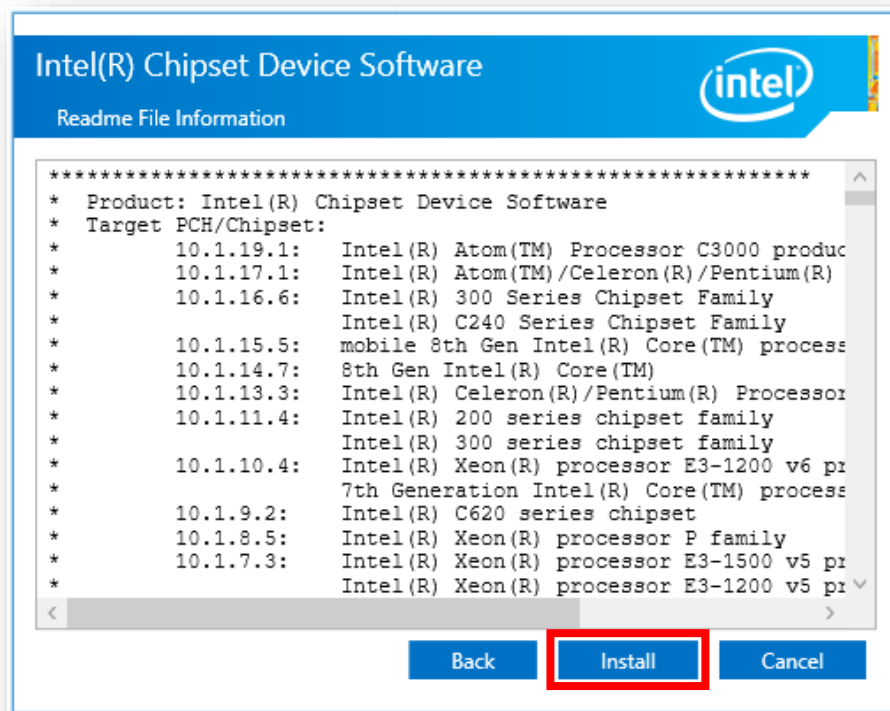 Intel(R) Chipset Device Software
intel
Readme File Information
*************************************************************
* Product: Intel(R) Chipset Device Software
* Target PCH/Chipset:
* 10.1.19.1: Intel(R) Atom(TM) Processor C3000 produc
* 10.1.17.1: Intel(R) Atom(TM)/Celeron(R)/Pentium(R)
* 10.1.16.6: Intel(R) 300 Series Chipset Family
* Intel(R) C240 Series Chipset Family
* 10.1.15.5: mobile 8th Gen Intel(R) Core(TM) process
* 10.1.14.7: 8th Gen Intel(R) Core(TM)
* 10.1.13.3: Intel(R) Celeron(R)/Pentium(R) Processor
* 10.1.11.4: Intel(R) 200 series chipset family
* Intel(R) 300 series chipset family
* 10.1.10.4: Intel(R) Xeon(R) processor E3-1200 v6 pr
* 7th Generation Intel(R) Core(TM) process
* 10.1.9.2: Intel(R) C620 series chipset
* 10.1.8.5: Intel(R) Xeon(R) processor P family
* 10.1.7.3: Intel(R) Xeon(R) processor E3-1500 v5 pr
* Intel(R) Xeon(R) processor E3-1200 v5 pr
Back Install Cancel